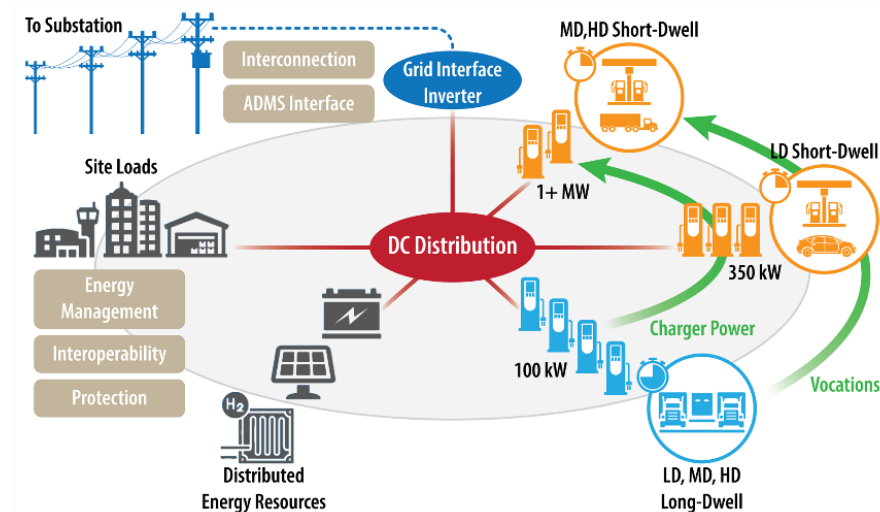 To Substation
Interconnection
ADMS Interface
Grid Interface
Inverter
MD,HD Short-Dwell
LD Short-Dwell
Site Loads
1+ MW
DC Distribution
350 kW
Energy
Management
Interoperability
Protection
Charger Power
100 kW
Vocations
H2
Distributed
Energy Resources
LD, MD, HD
Long-Dwell